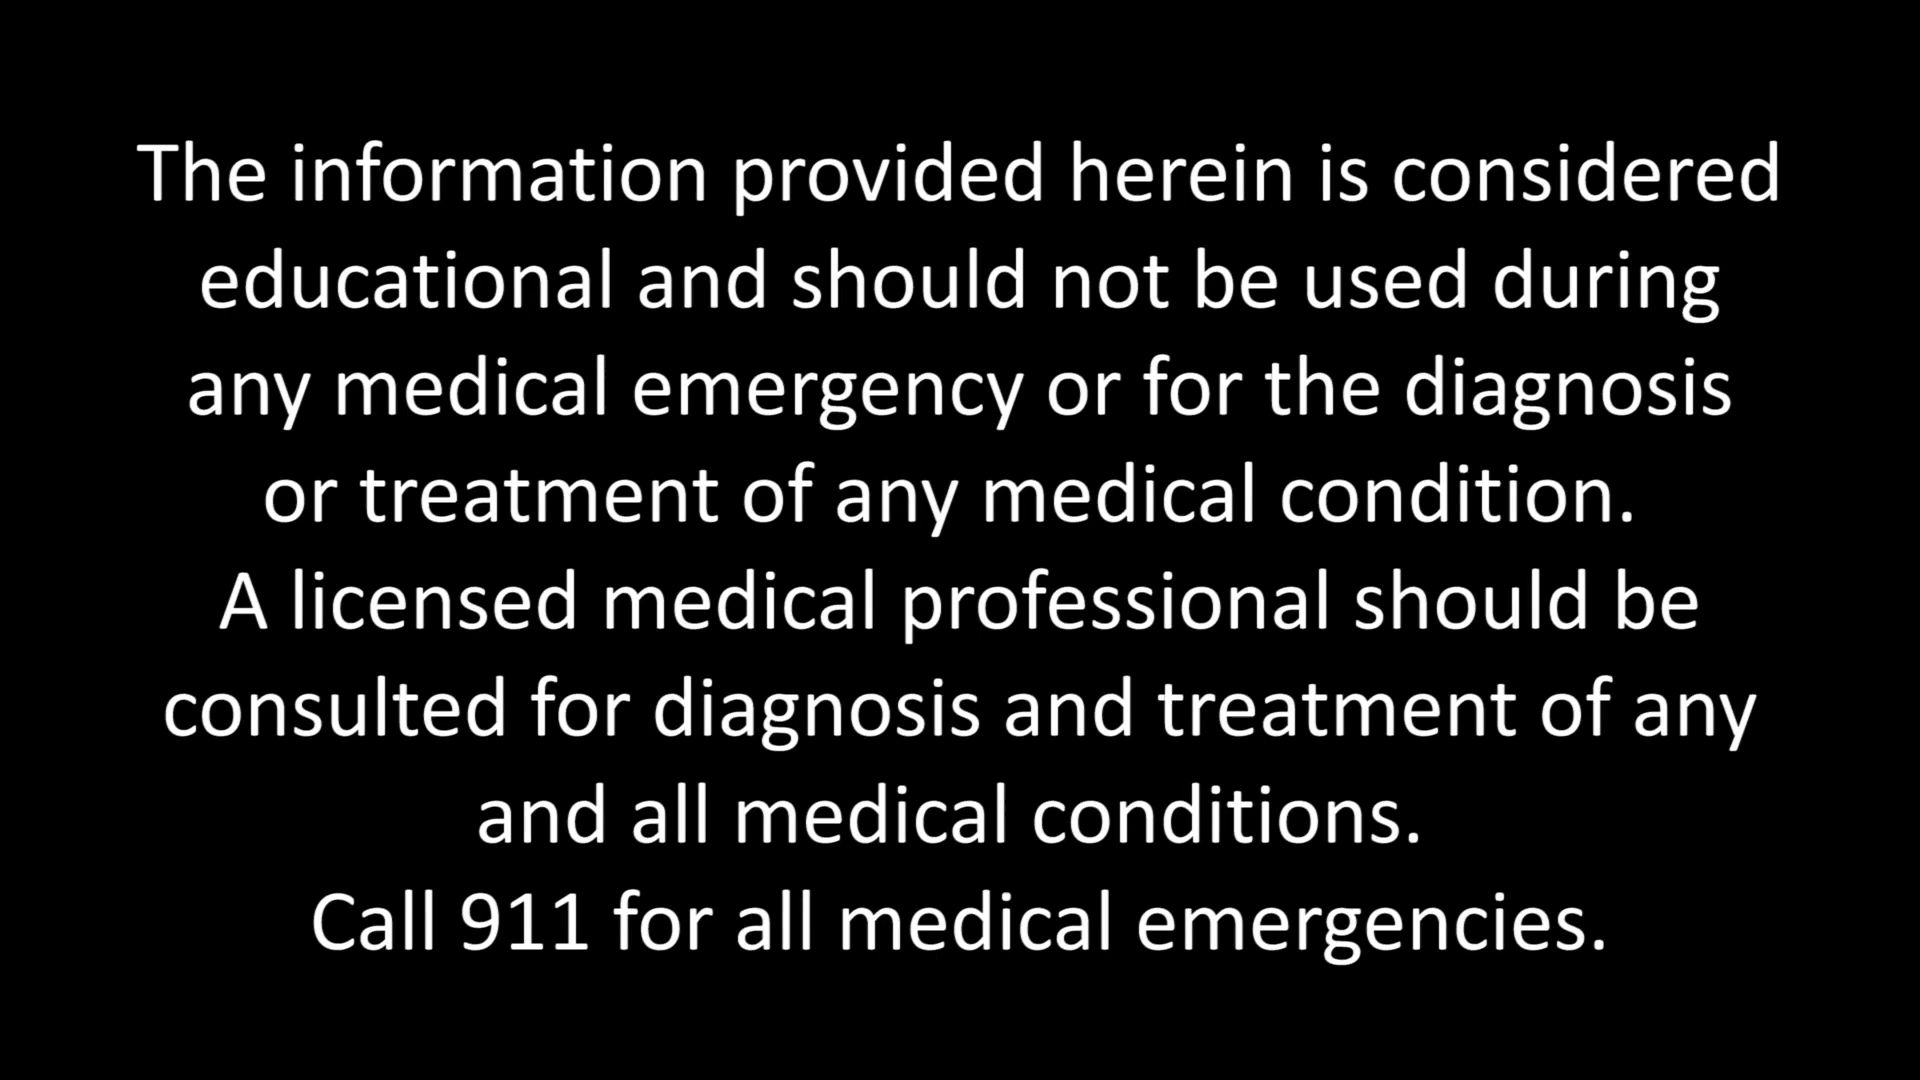 The information provided herein is considered
educational and should not be used during
any medical emergency or for the diagnosis
or treatment of any medical condition.
A licensed medical professional should be
consulted for diagnosis and treatment of any
and all medical conditions.
Call 911 for all medical emergencies.